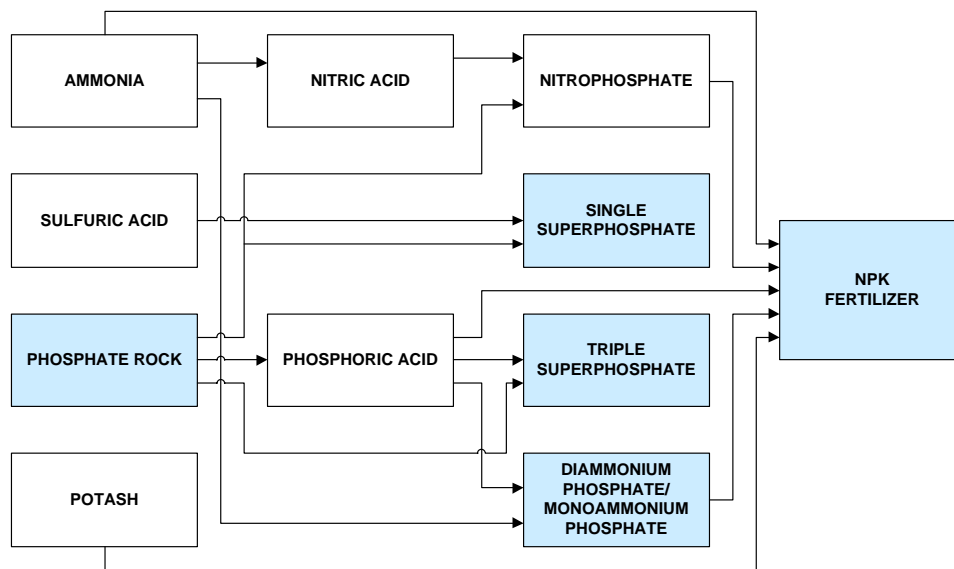 AMMONIA
NITRIC ACID
NITROPHOSPHATE
SULFURIC ACID
SINGLE
SUPERPHOSPHATE
NPK
FERTILIZER
PHOSPHATE ROCK
PHOSPHORIC ACID
TRIPLE
SUPERPHOSPHATE
POTASH
DIAMMONIUM
PHOSPHATE/
MONOAMMONIUM
PHOSPHATE